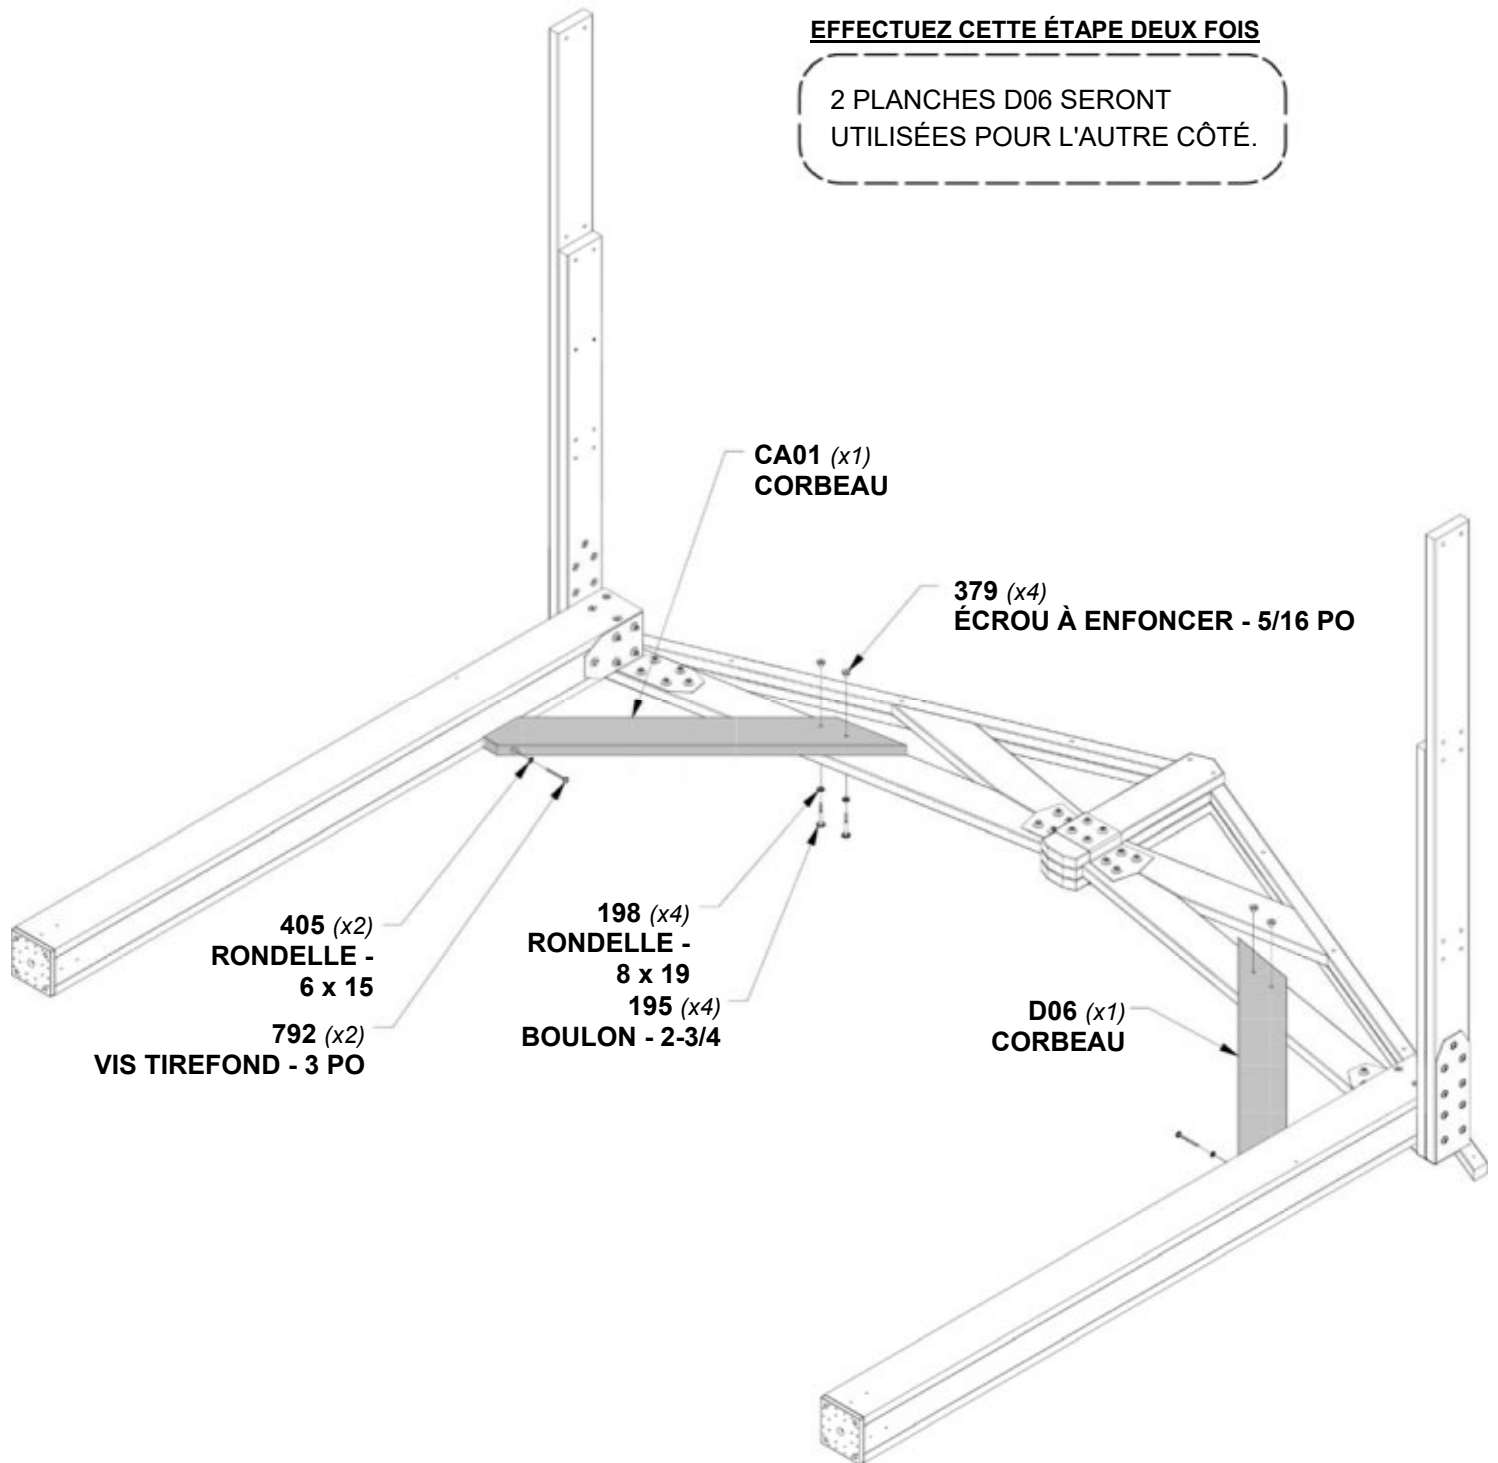 EFFECTUEZ CETTE ÉTAPE DEUX FOIS
2 PLANCHES D06 SERONT
UTILISÉES POUR L'AUTRE CÔTÉ.
CA01 (x1)
CORBEAU
379 (x4)
ÉCROU À ENFONCER - 5/16 PO
405 (x2)
RONDELLE -
6 x 15
792 (x2)
VIS TIREFOND - 3 PO
198 (x4)
RONDELLE -
8 x 19
195 (x4)
BOULON - 2-3/4
D06 (x1)
CORBEAU